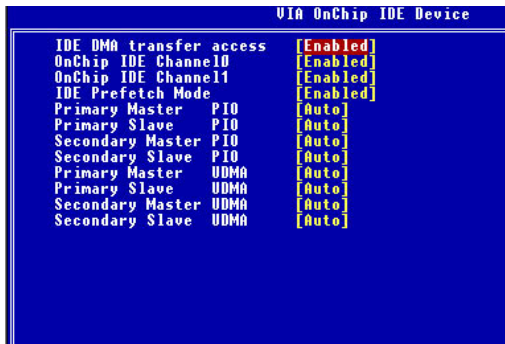 VIA OnChip IDE Device
IDE DMA transfer access [Enabled]
OnChip IDE Channel0 [Enabled]
OnChip IDE Channel1 [Enabled]
IDE Prefetch Mode [Enabled]
Primary Master PIO [Auto]
Primary Slave PIO [Auto]
Secondary Master PIO [Auto]
Secondary Slave PIO [Auto]
Primary Master UDMA [Auto]
Primary Slave UDMA [Auto]
Secondary Master UDMA [Auto]
Secondary Slave UDMA [Auto]